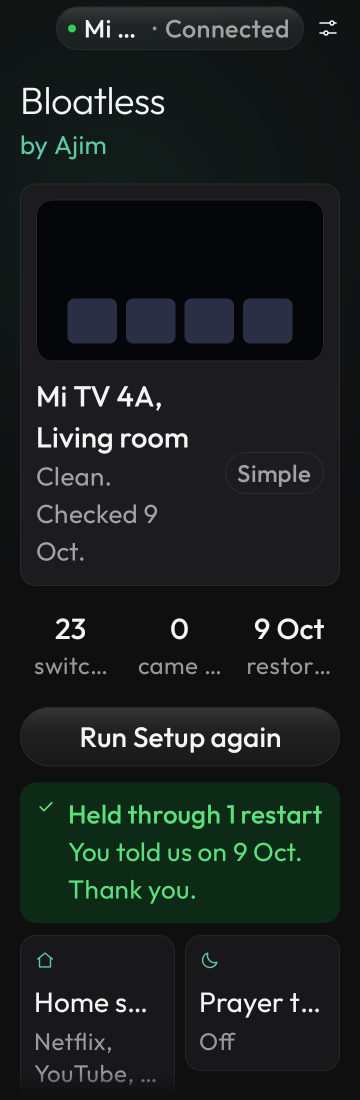 Mi ... · Connected
Bloatless
by Ajim
Mi TV 4A,
Living room
Clean.
Checked 9
Oct.
Simple
23
switc...
0
came ...
9 Oct
restor...
Run Setup again
Held through 1 restart
You told us on 9 Oct.
Thank you.
Home s...
Netflix,
YouTube, ...
Prayer t...
Off